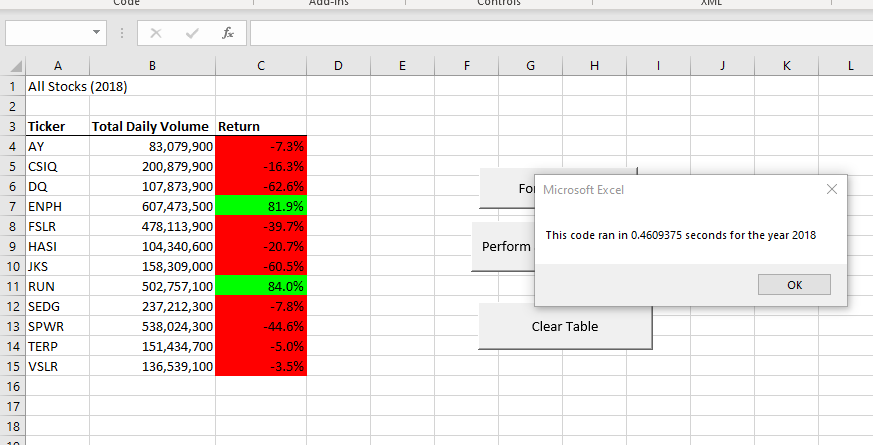 Code Add-ins Controls XML
fx
A B C D E F G H I J K L
1 All Stocks (2018)
2
3 Ticker Total Daily Volume Return
4 AY 83,079,900 -7.3%
5 CSIQ 200,879,900 -16.3%
6 DQ 107,873,900 -62.6%
7 ENPH 607,473,500 81.9%
8 FSLR 478,113,900 -39.7%
9 HASI 104,340,600 -20.7%
10 JKS 158,309,000 -60.5%
11 RUN 502,757,100 84.0%
12 SEDG 237,212,300 -7.8%
13 SPWR 538,024,300 -44.6%
14 TERP 151,434,700 -5.0%
15 VSLR 136,539,100 -3.5%
16
17
18
Microsoft Excel
This code ran in 0.4609375 seconds for the year 2018
OK
Perform
Clear Table